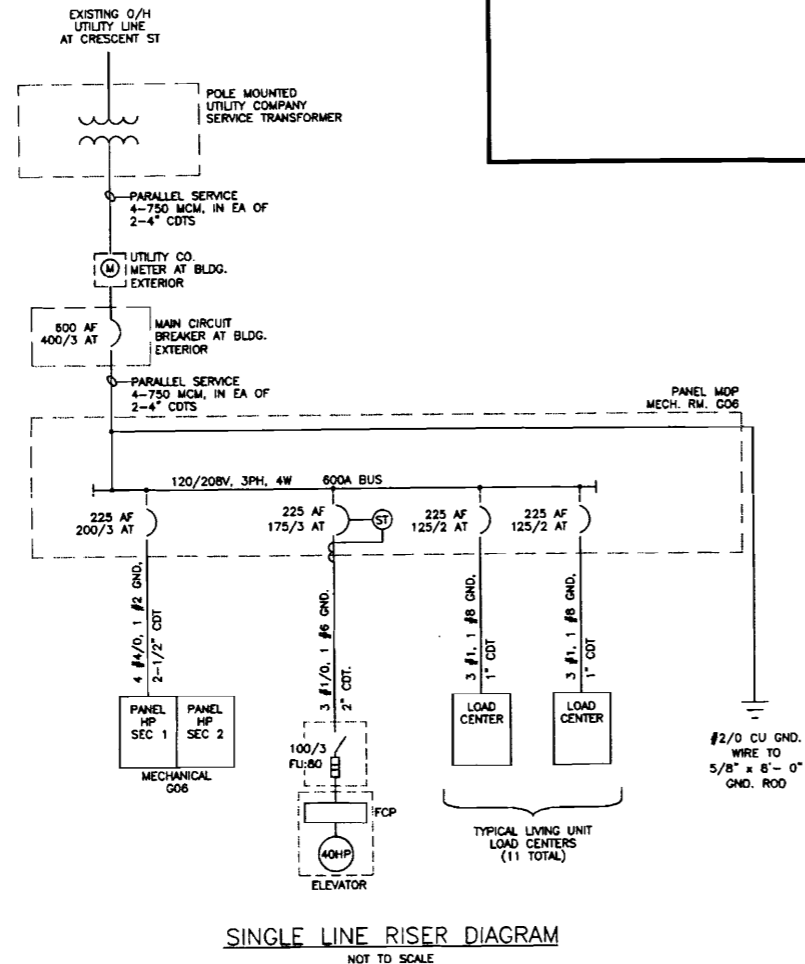 EXISTING O/H
UTILITY LINE
AT CRESCENT ST
POLE MOUNTED
UTILITY COMPANY
SERVICE TRANSFORMER
PARALLEL SERVICE
4-750 MCM, IN EA OF
2-4" CDTS
M
UTILITY CO.
METER AT BLDG.
EXTERIOR
600 AF
400/3 AT
MAIN CIRCUIT
BREAKER AT BLDG.
EXTERIOR
PARALLEL SERVICE
4-750 MCM, IN EA OF
2-4" CDTS
PANEL MDP
MECH. RM. G06
120/208V, 3PH, 4W 600A BUS
225 AF
200/3 AT
225 AF
175/3 AT
ST
225 AF
125/2 AT
225 AF
125/2 AT
4 #4/0, 1 #2 GND,
2-1/2" CDT
3 #1/0, 1 #6 GND.
2" CDT.
3 #1, 1 #8 GND,
1" CDT
3 #1, 1 #8 GND,
1" CDT
PANEL
HP
SEC 1
PANEL
HP
SEC 2
MECHANICAL
G06
100/3
FU:80
FCP
40HP
ELEVATOR
LOAD
CENTER
LOAD
CENTER
TYPICAL LIVING UNIT
LOAD CENTERS
(11 TOTAL)
#2/0 CU GND.
WIRE TO
5/8" x 8'- 0"
GND. ROD
SINGLE LINE RISER DIAGRAM
NOT TO SCALE